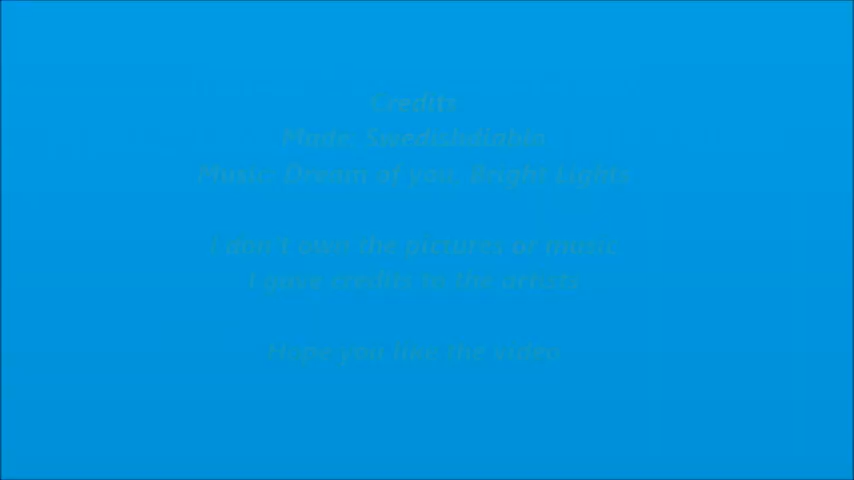 Credits
Made:
Music: Dream of you, Bright Lights
I don't own the pictures or music
I gave credits to the artists
Hope you like the video